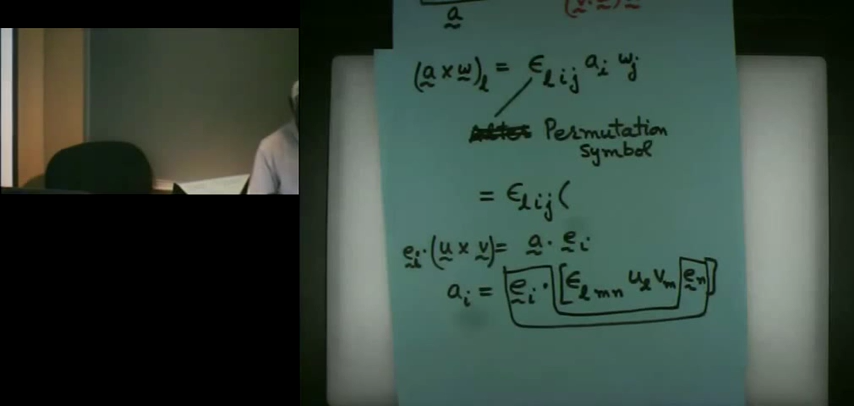 a
(a × w)_l = ε_lij a_i w_j
Permutation
symbol
= ε_lij (
e_i · (u × v) = a · e_i
a_i = e_i · [ε_lmn u_l v_m e_n]